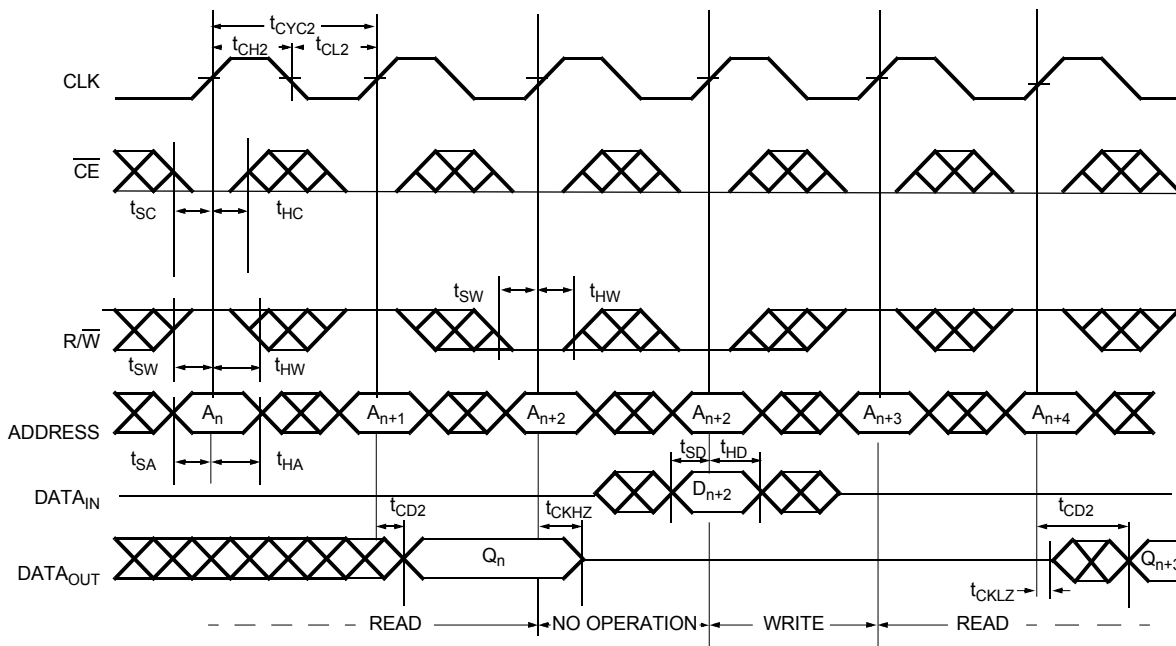 tCYC2
tCH2 tCL2
CLK
CE
tSC tHC
tSW tHW
R/W
tSW tHW
An An+1 An+2 An+2 An+3 An+4
ADDRESS
tSA tHA
tSD tHD
DATAIN
Dn+2
tCD2 tCKHZ tCD2
DATAOUT
Qn Qn+3
tCKLZ
READ NO OPERATION WRITE READ